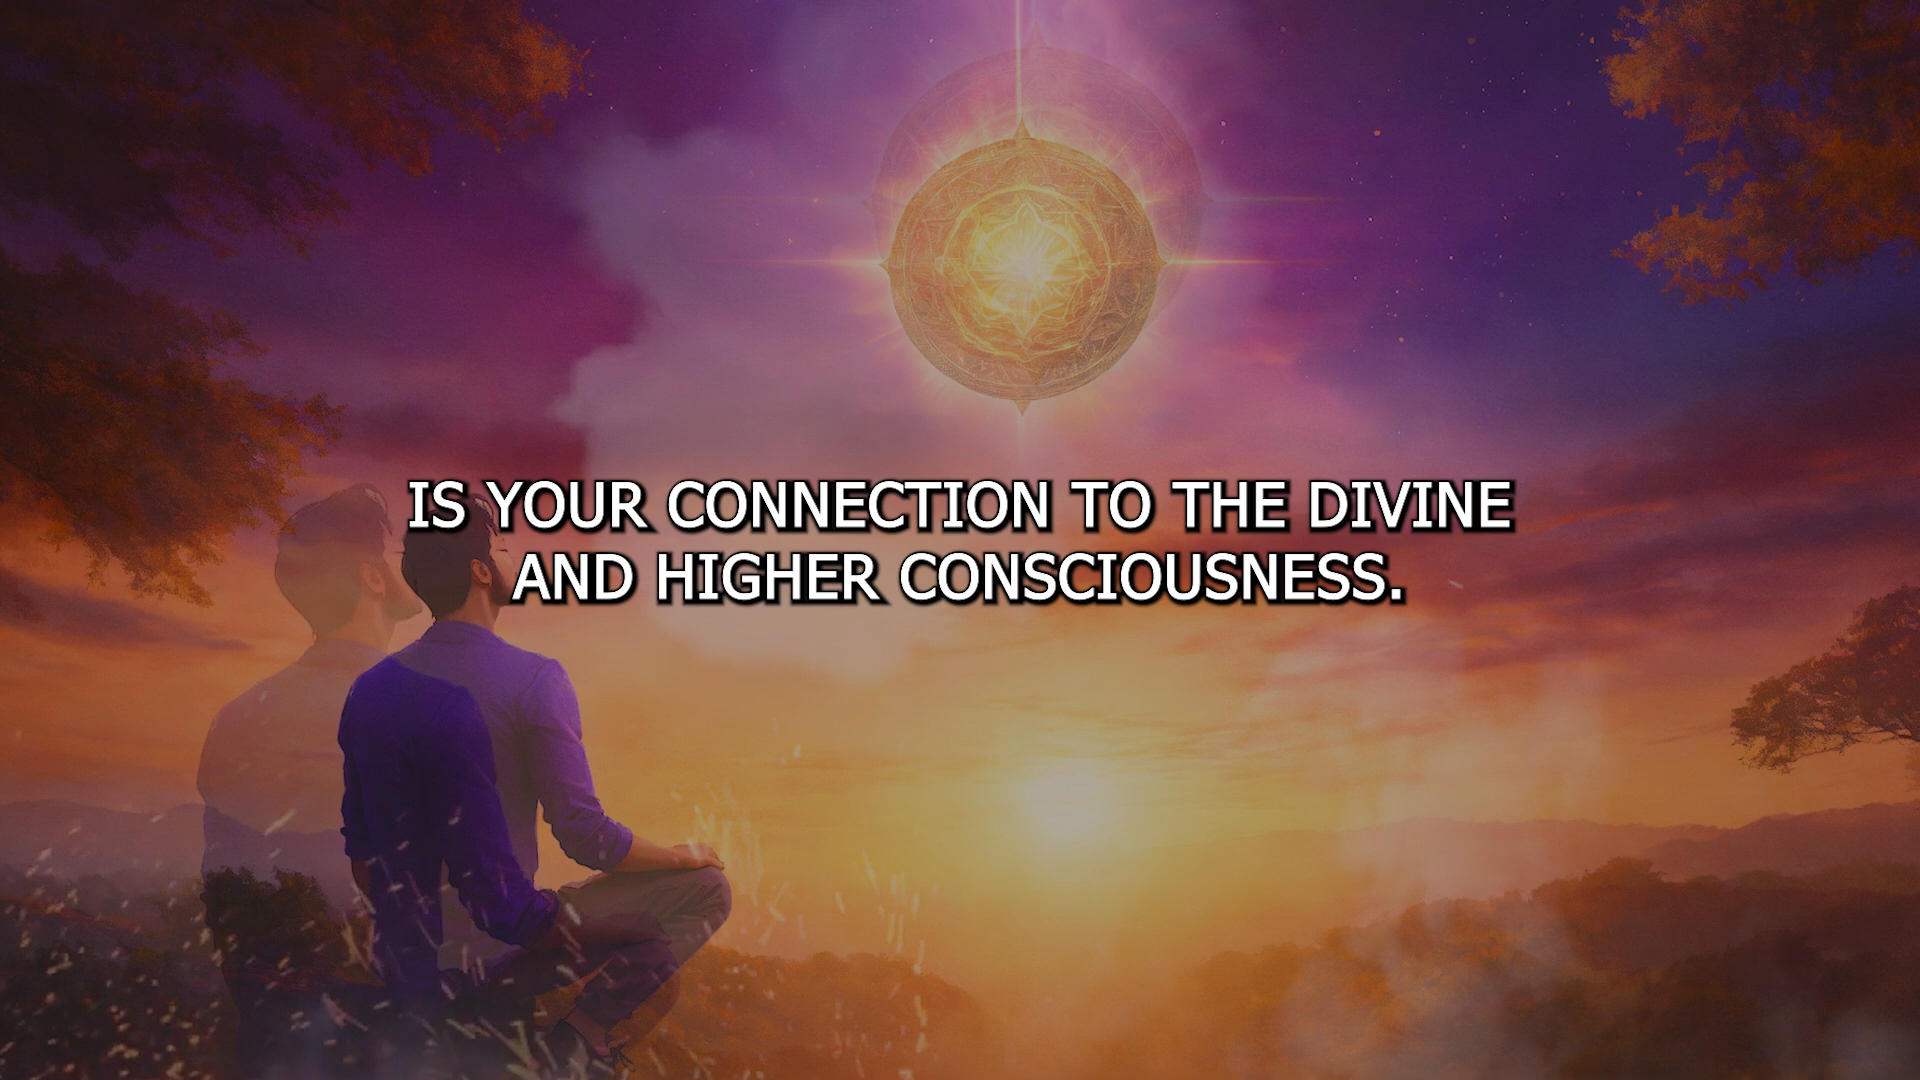 IS YOUR CONNECTION TO THE DIVINE
AND HIGHER CONSCIOUSNESS.